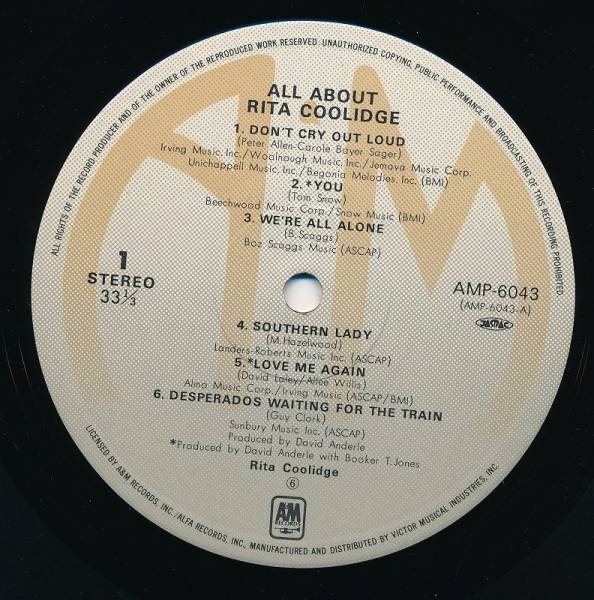 ALL RIGHTS OF THE RECORD PRODUCER AND OF THE OWNER OF THE REPRODUCED WORK RESERVED. UNAUTHORIZED COPYING, PUBLIC PERFORMANCE AND BROADCASTING OF THIS RECORDING PROHIBITED.
ALL ABOUT
RITA COOLIDGE
1. DON'T CRY OUT LOUD
(Peter Allen-Carole Bayer Sager)
Irving Music, Inc./Woolnough Music, Inc./Jemava Music Corp.
Unichappell Music, Inc./Begonia Melodies, Inc. (BMI)
2. *YOU
(Tom Snow)
Beechwood Music Corp./Snow Music (BMI)
3. WE'RE ALL ALONE
(B. Scaggs)
Boz Scaggs Music (ASCAP)
1
STEREO
33⅓
AMP-6043
(AMP-6043-A)
JASRAC
4. SOUTHERN LADY
(M. Hazelwood)
Landers-Roberts Music Inc. (ASCAP)
5. *LOVE ME AGAIN
(David Laley/Allee Willis)
Almo Music Corp./Irving Music (ASCAP/BMI)
6. DESPERADOS WAITING FOR THE TRAIN
(Guy Clark)
Sunbury Music Inc. (ASCAP)
Produced by David Anderle
*Produced by David Anderle with Booker T. Jones
Rita Coolidge
6
A&M
RECORDS
LICENSED BY A&M RECORDS, INC./ALFA RECORDS, INC., MANUFACTURED AND DISTRIBUTED BY VICTOR MUSICAL INDUSTRIES, INC.